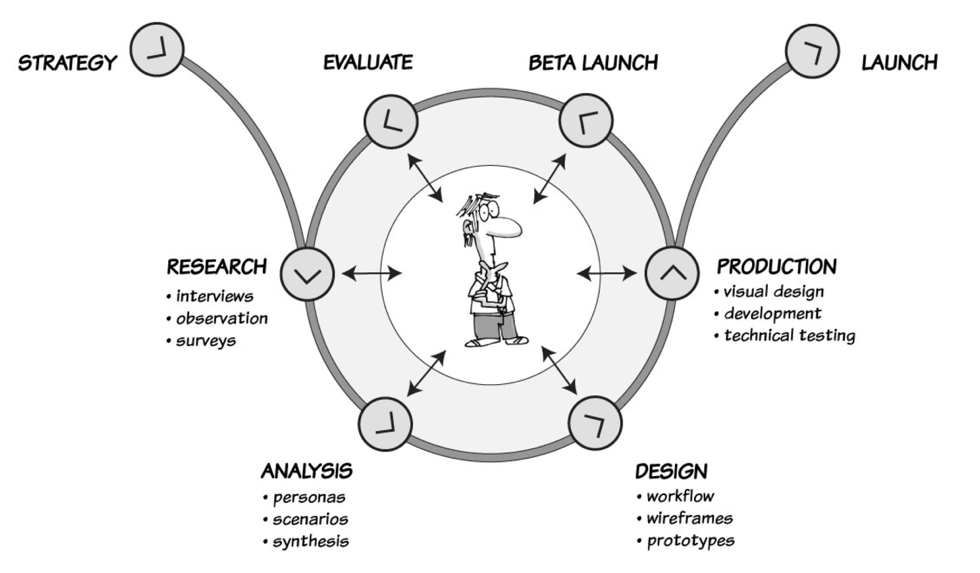 STRATEGY
EVALUATE
BETA LAUNCH
LAUNCH
RESEARCH
• interviews
• observation
• surveys
PRODUCTION
• visual design
• development
• technical testing
ANALYSIS
• personas
• scenarios
• synthesis
DESIGN
• workflow
• wireframes
• prototypes